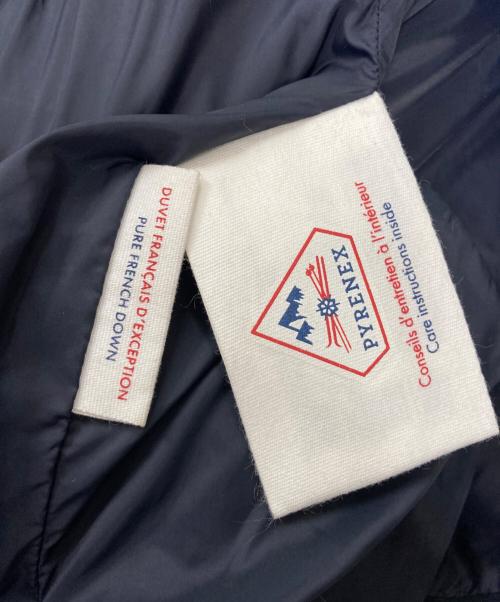 DUVET FRANÇAIS D'EXCEPTION
PURE FRENCH DOWN
PYRENEX
Conseils d'entretien à l'intérieur
Care instructions inside